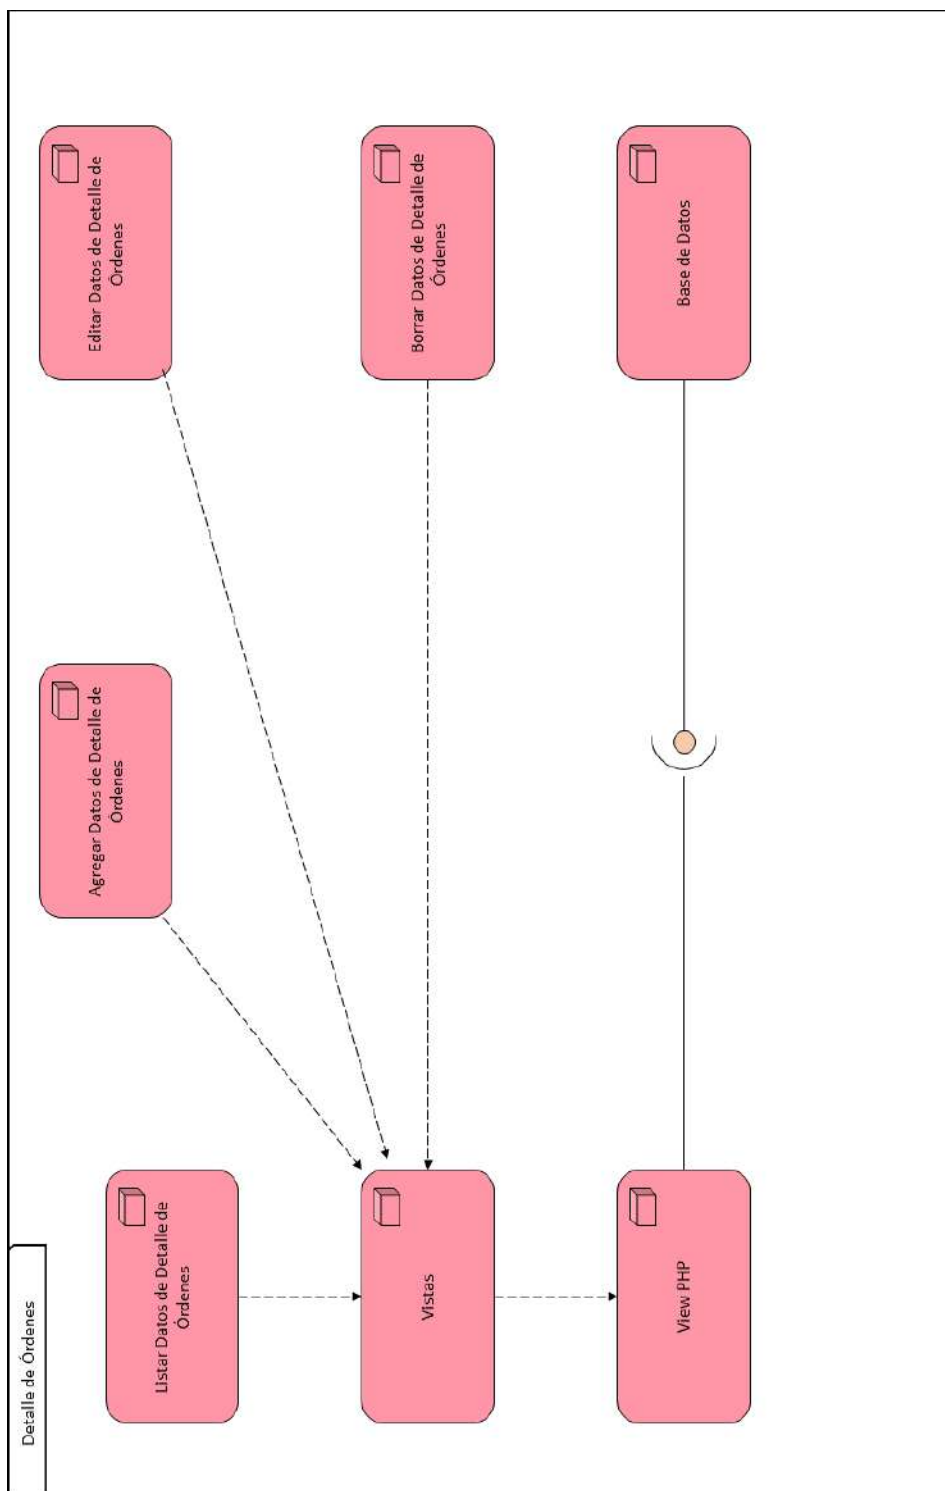 Detalle de Órdenes
Listar Datos de Detalle de
Órdenes
Agregar Datos de Detalle de
Órdenes
Editar Datos de Detalle de
Órdenes
Vistas
Borrar Datos de Detalle de
Órdenes
View PHP
Base de Datos